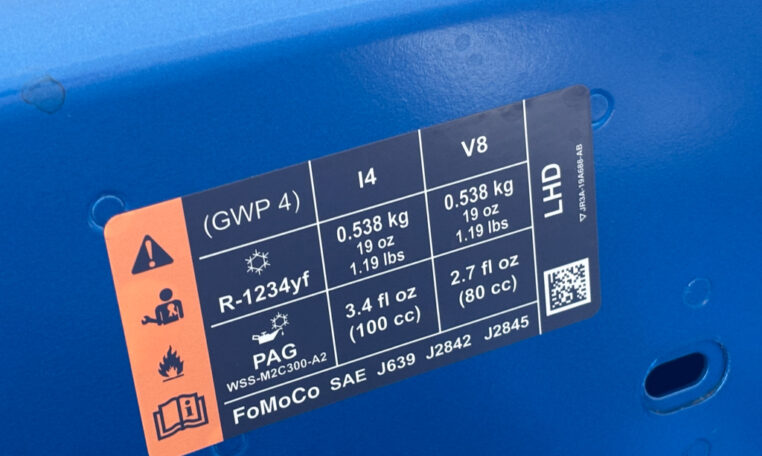 (GWP 4)
I4
V8
R-1234yf
0.538 kg
19 oz
1.19 lbs
0.538 kg
19 oz
1.19 lbs
PAG
WSS-M2C300-A2
3.4 fl oz
(100 cc)
2.7 fl oz
(80 cc)
FoMoCo SAE J639 J2842 J2845
LHD
JR3A-19A688-AB